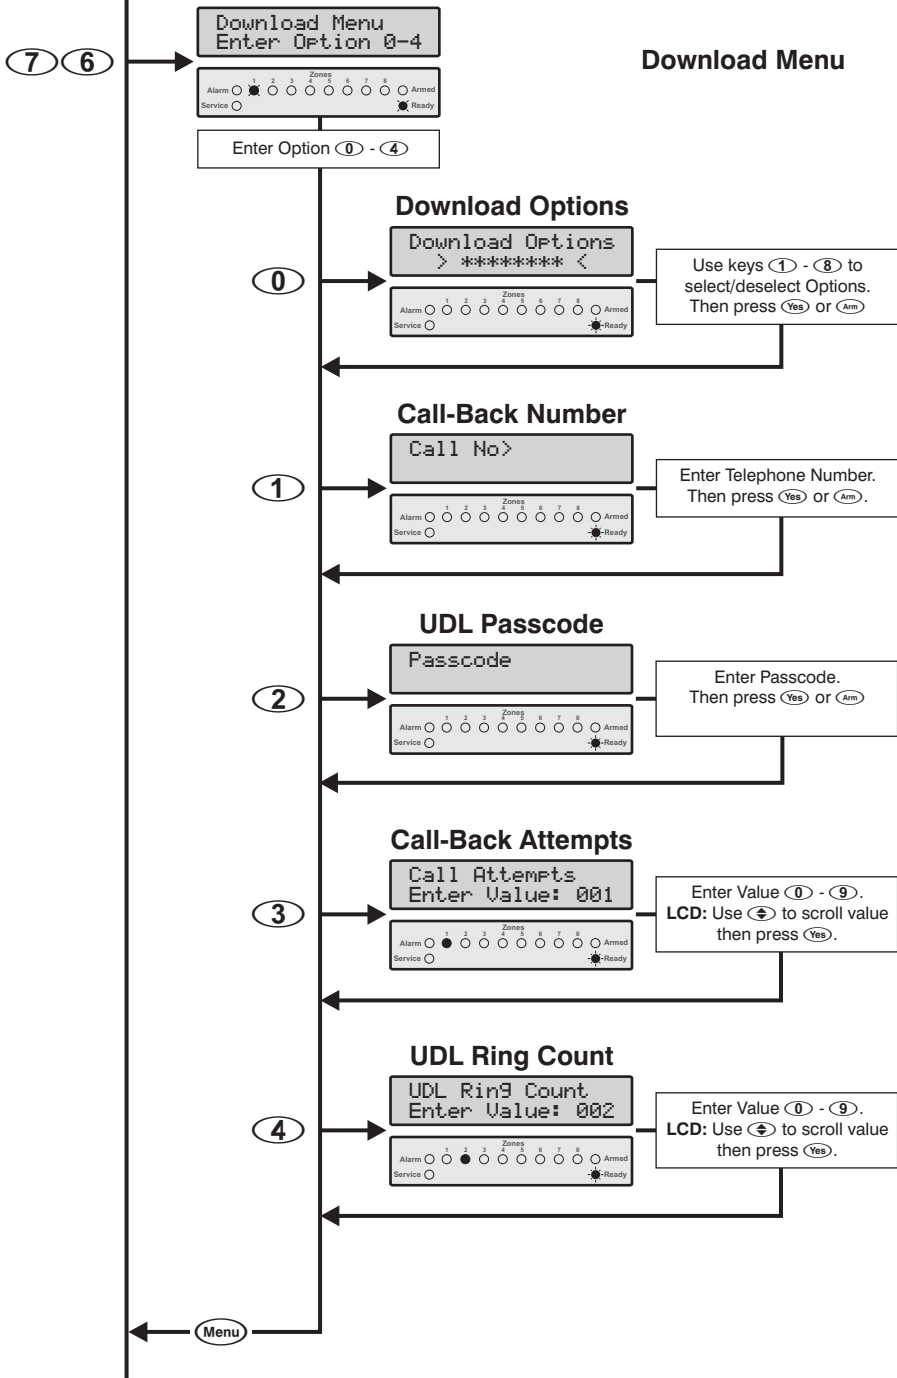 Download Menu
Enter Option 0-4
7 6
Download Menu
Zones
1 2 3 4 5 6 7 8
Alarm Armed
Service Ready
Enter Option 0 - 4
Download Options
Download Options
> ******** <
0
Use keys 1 - 8 to
select/deselect Options.
Then press Yes or Arm
Zones
1 2 3 4 5 6 7 8
Alarm Armed
Service Ready
Call-Back Number
Call No>
1
Enter Telephone Number.
Then press Yes or Arm.
Zones
1 2 3 4 5 6 7 8
Alarm Armed
Service Ready
UDL Passcode
Passcode
2
Enter Passcode.
Then press Yes or Arm
Zones
1 2 3 4 5 6 7 8
Alarm Armed
Service Ready
Call-Back Attempts
Call Attempts
Enter Value: 001
3
Enter Value 0 - 9.
LCD: Use to scroll value
then press Yes.
Zones
1 2 3 4 5 6 7 8
Alarm Armed
Service Ready
UDL Ring Count
UDL Ring Count
Enter Value: 002
4
Enter Value 0 - 9.
LCD: Use to scroll value
then press Yes.
Zones
1 2 3 4 5 6 7 8
Alarm Armed
Service Ready
Menu